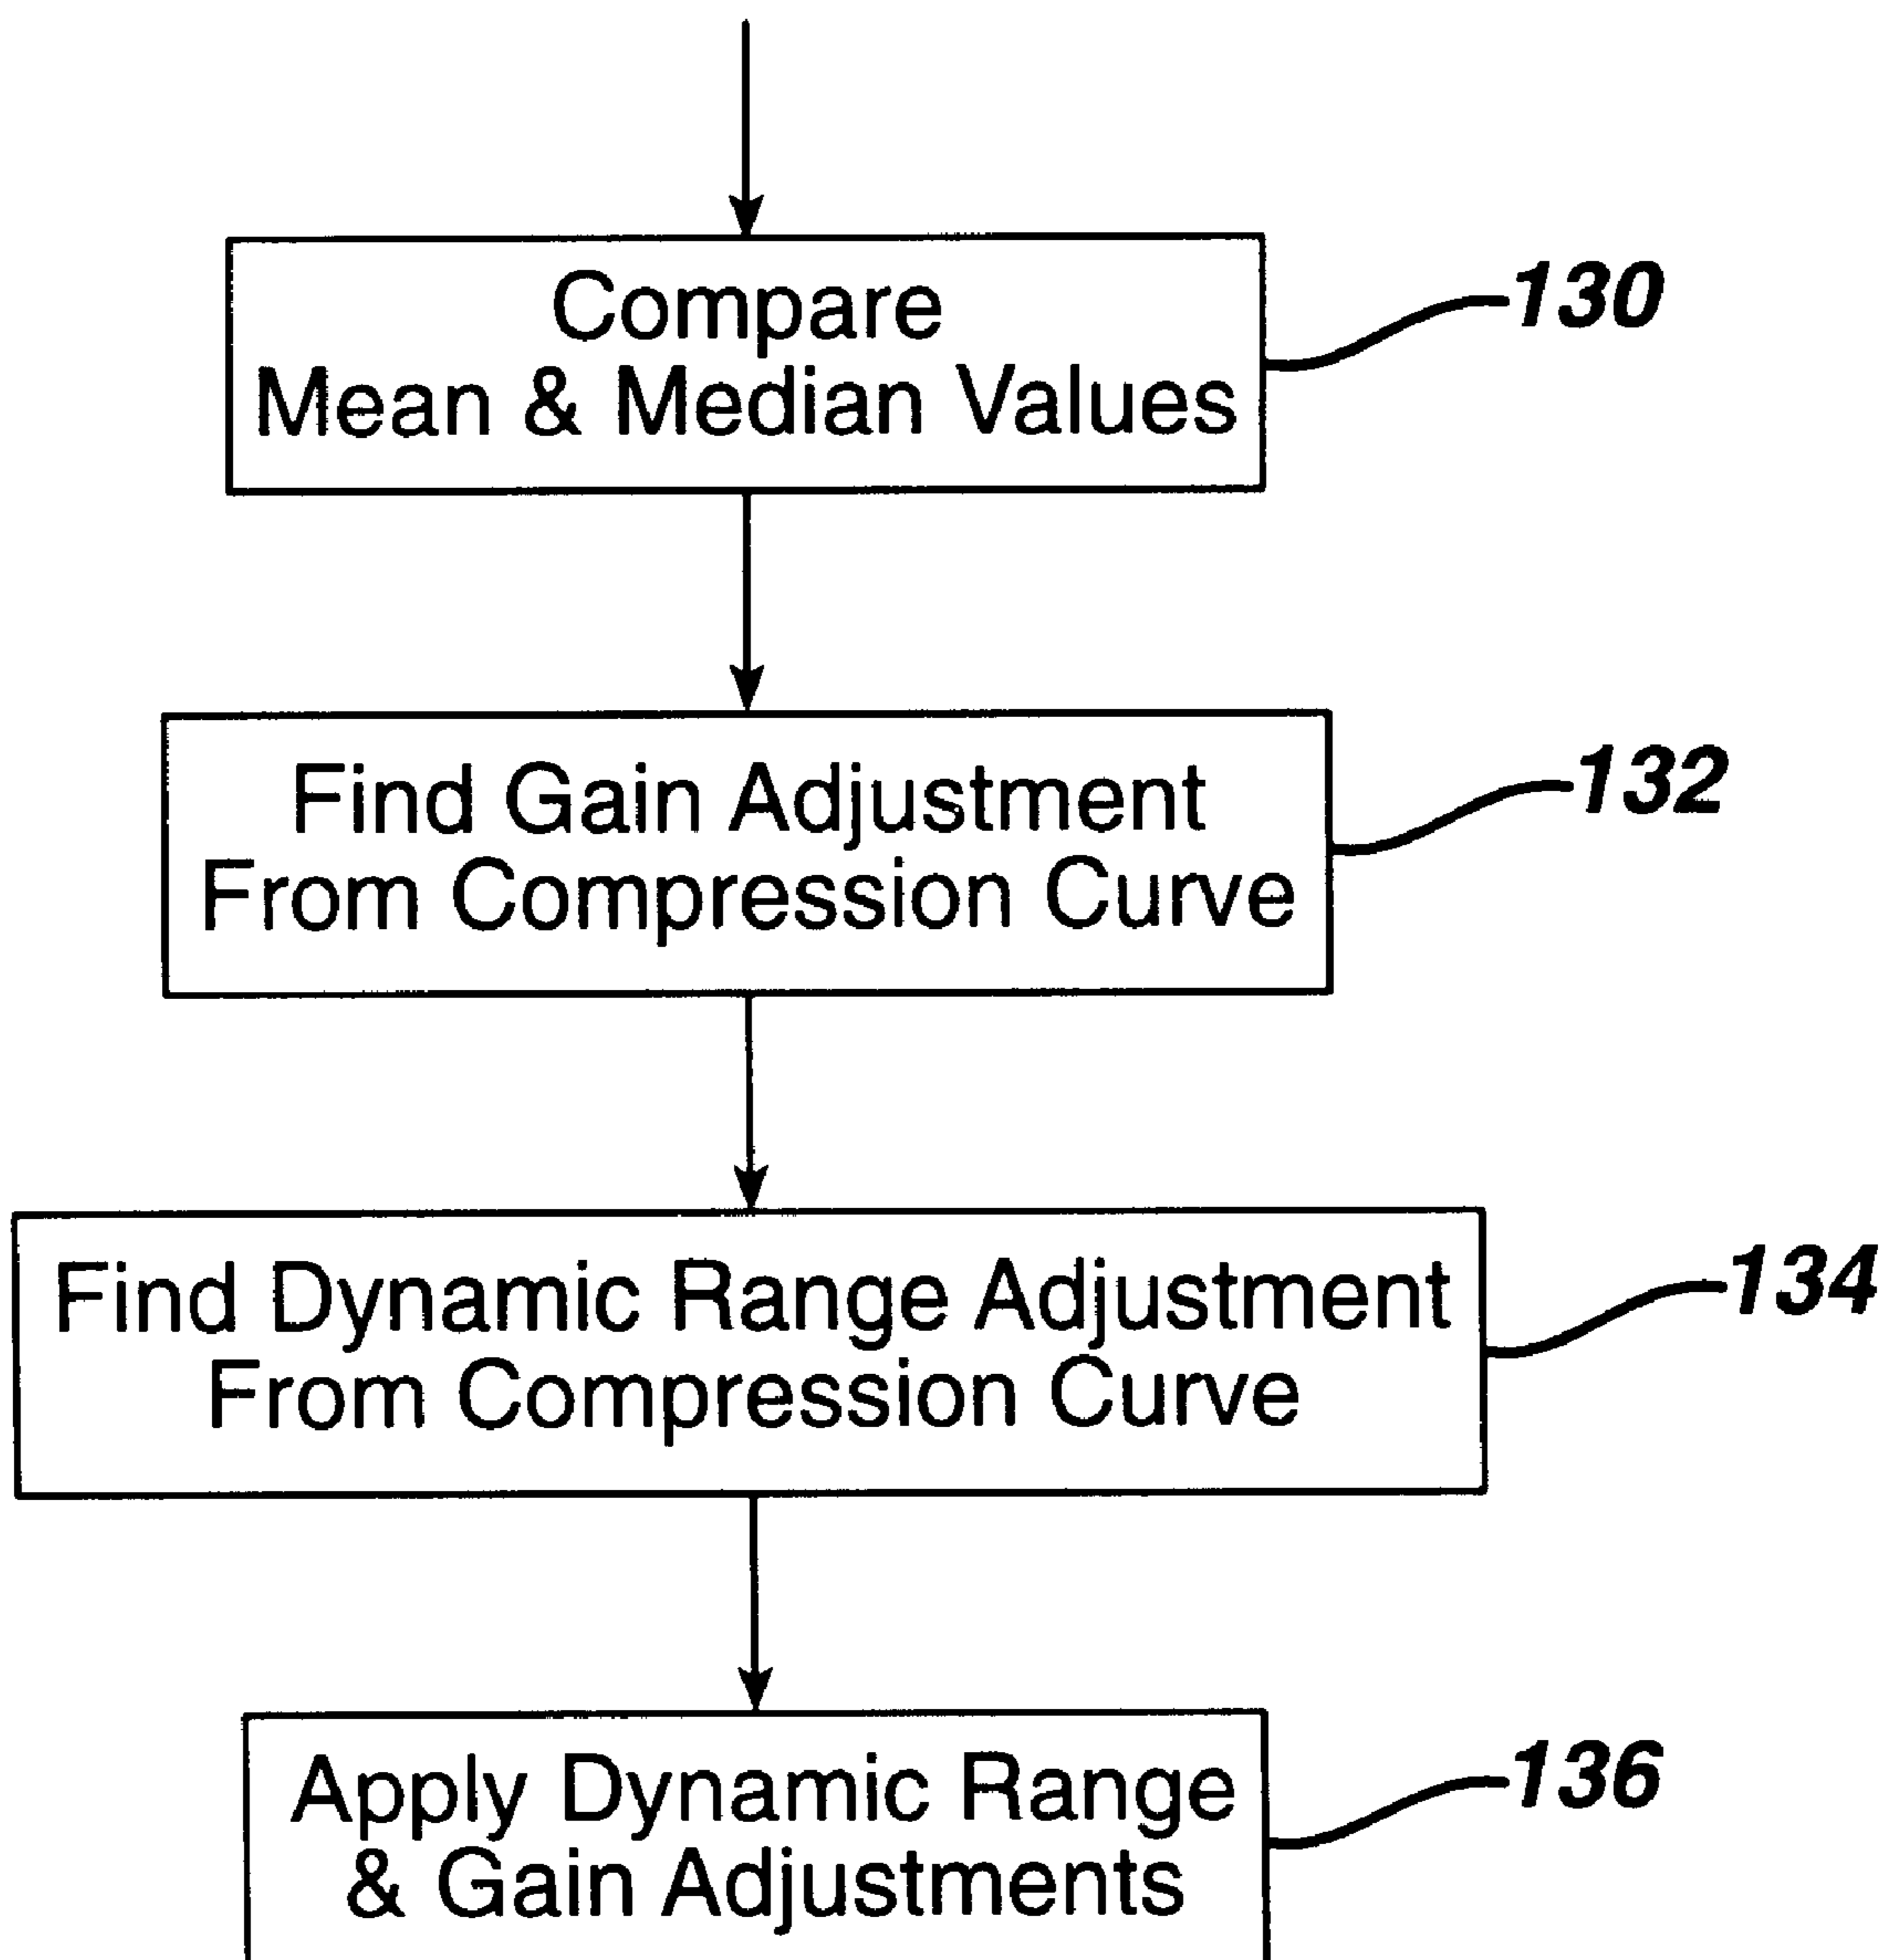 Compare
Mean & Median Values
130
Find Gain Adjustment
From Compression Curve
132
Find Dynamic Range Adjustment
From Compression Curve
134
Apply Dynamic Range
& Gain Adjustments
136